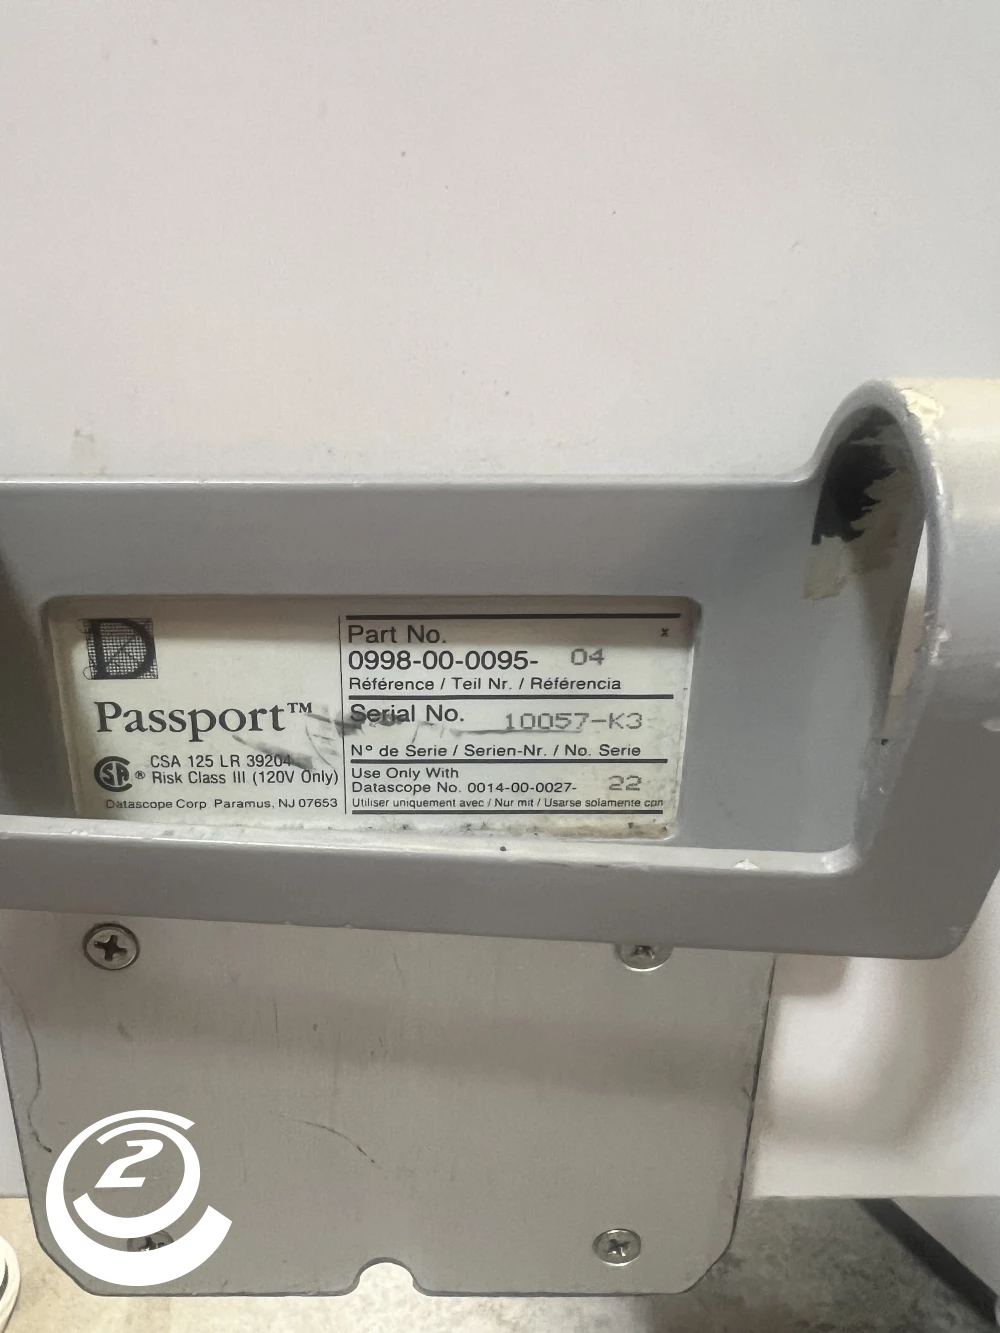 D
Passport™
CSA 125 LR 39204
SA ® Risk Class III (120V Only)
Datascope Corp Paramus, NJ 07653
Part No. x
0998-00-0095- 04
Référence / Teil Nr. / Référencia
Serial No. 10057-K3
N° de Serie / Serien-Nr. / No. Serie
Use Only With
Datascope No. 0014-00-0027- 22
Utiliser uniquement avec / Nur mit / Usarse solamente con
2